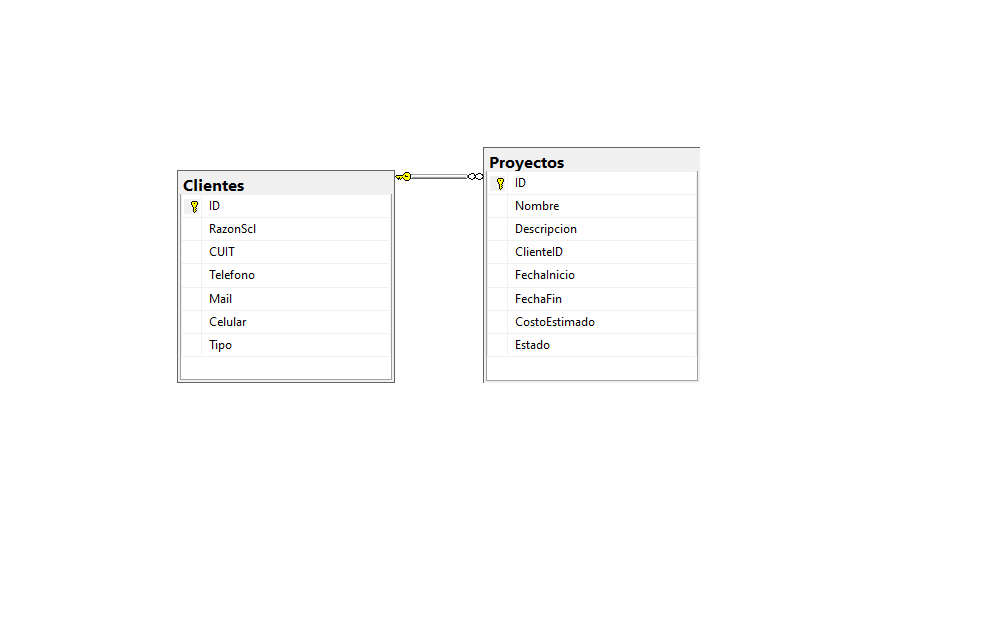 Clientes
ID
RazonScl
CUIT
Telefono
Mail
Celular
Tipo
Proyectos
ID
Nombre
Descripcion
ClienteID
FechaInicio
FechaFin
CostoEstimado
Estado